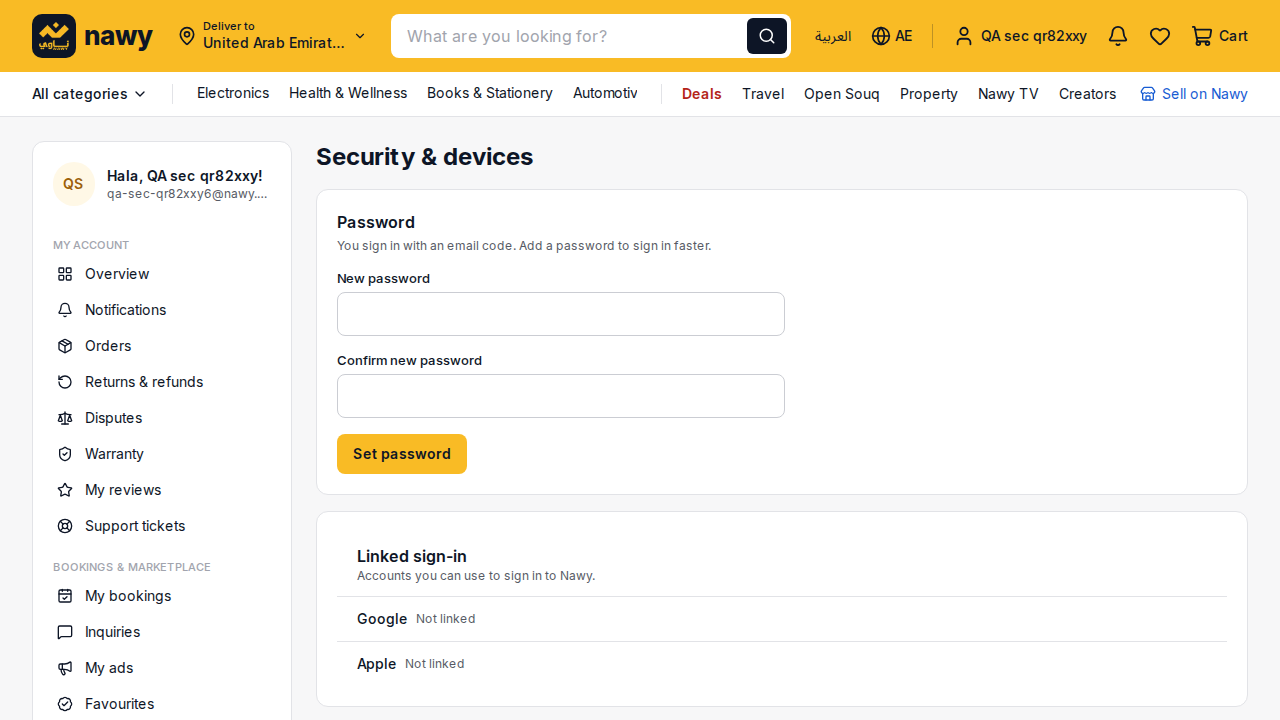 ناوي
nawy
Deliver to
United Arab Emirat...
What are you looking for?
العربية
AE
QA sec qr82xxy
Cart
All categories
Electronics
Health & Wellness
Books & Stationery
Automotiv
Deals
Travel
Open Souq
Property
Nawy TV
Creators
Sell on Nawy
QS
Hala, QA sec qr82xxy!
qa-sec-qr82xxy6@nawy....
MY ACCOUNT
Overview
Notifications
Orders
Returns & refunds
Disputes
Warranty
My reviews
Support tickets
BOOKINGS & MARKETPLACE
My bookings
Inquiries
My ads
Favourites
Security & devices
Password
You sign in with an email code. Add a password to sign in faster.
New password
Confirm new password
Set password
Linked sign-in
Accounts you can use to sign in to Nawy.
Google Not linked
Apple Not linked